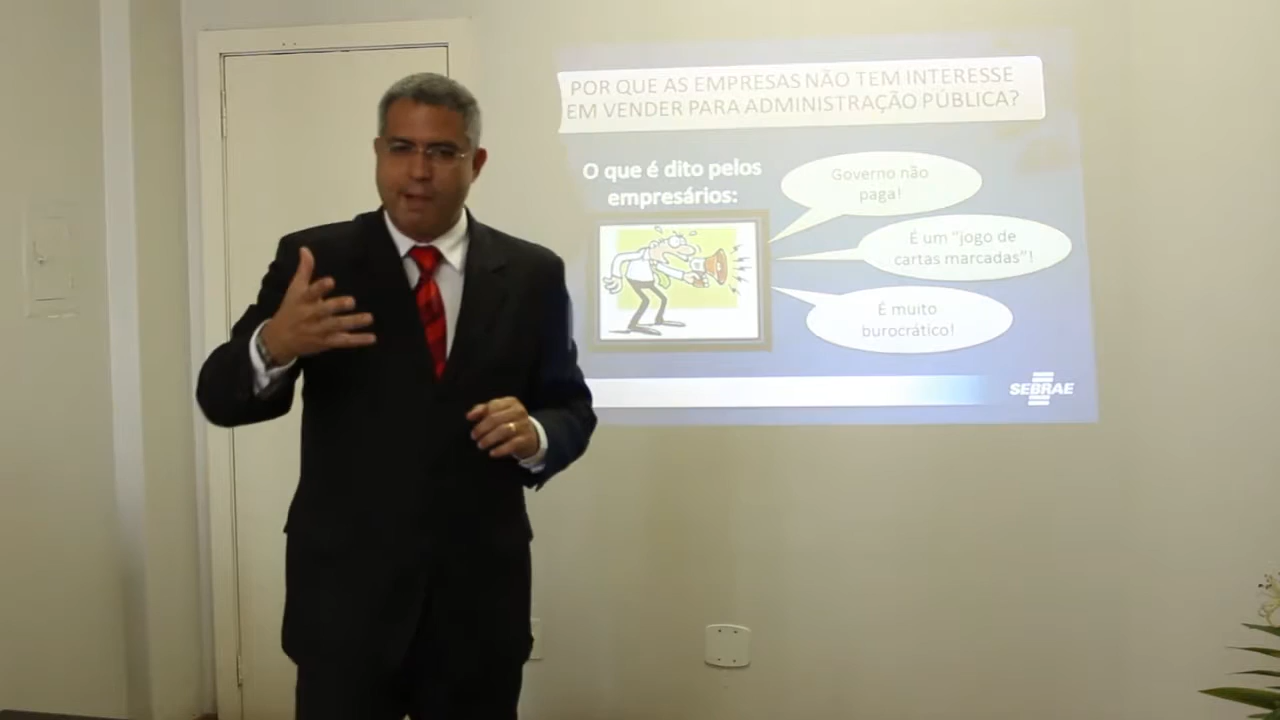 POR QUE AS EMPRESAS NÃO TEM INTERESSE
EM VENDER PARA ADMINISTRAÇÃO PÚBLICA?
O que é dito pelos
empresários:
Governo não
paga!
É um "jogo de
cartas marcadas"!
É muito
burocrático!
SEBRAE